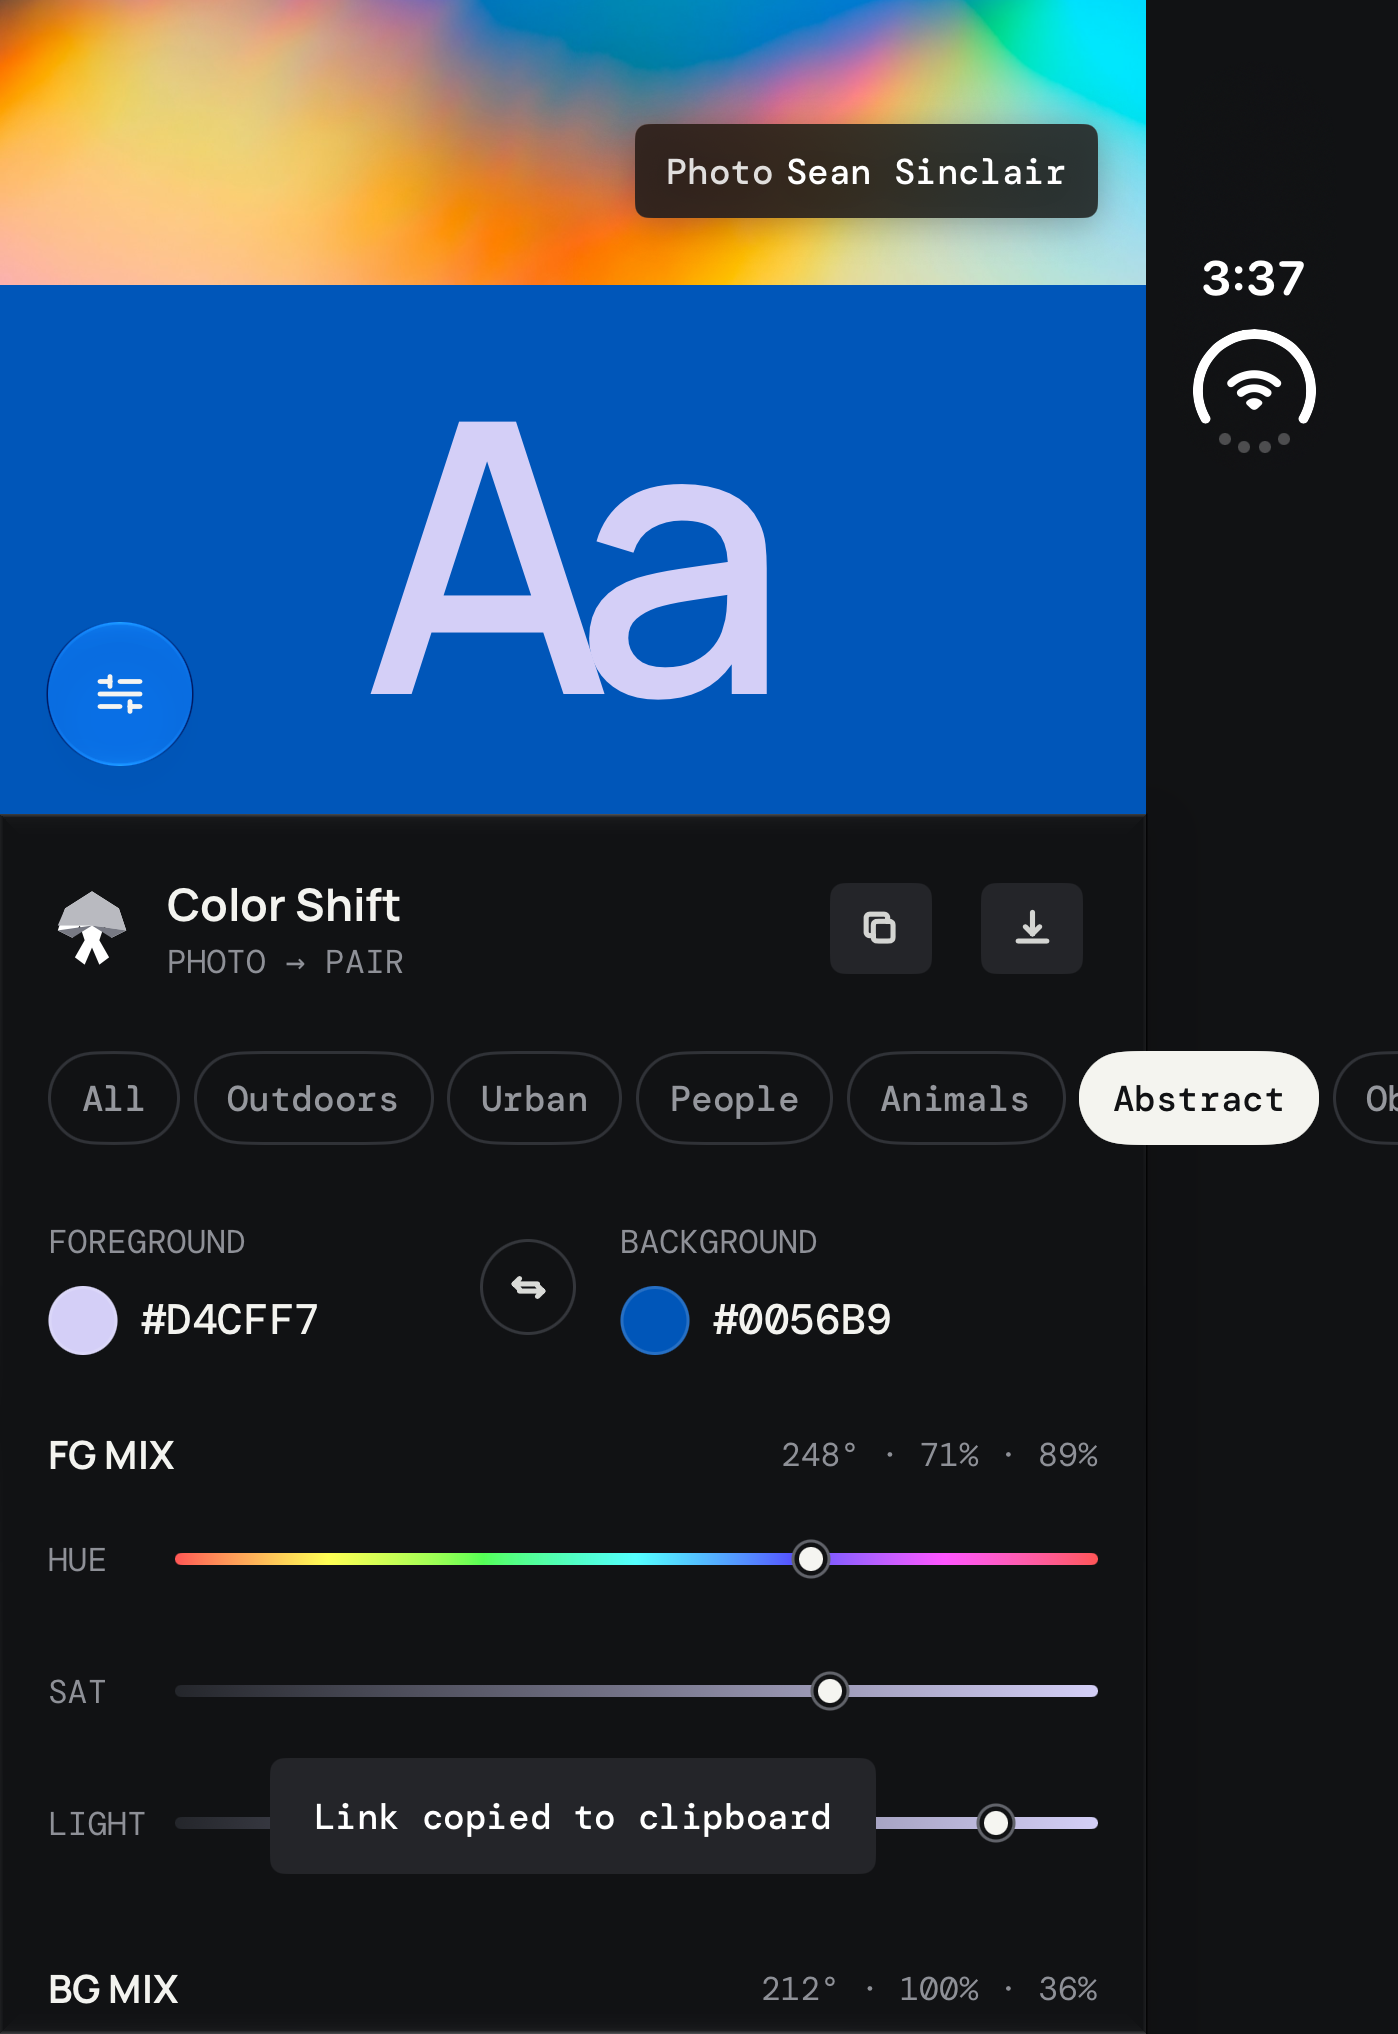 Photo Sean Sinclair
3:37
Aa
Color Shift
PHOTO → PAIR
All Outdoors Urban People Animals Abstract
FOREGROUND BACKGROUND
#D4CFF7 #0056B9
FG MIX 248° · 71% · 89%
HUE
SAT
LIGHT
Link copied to clipboard
BG MIX 212° · 100% · 36%